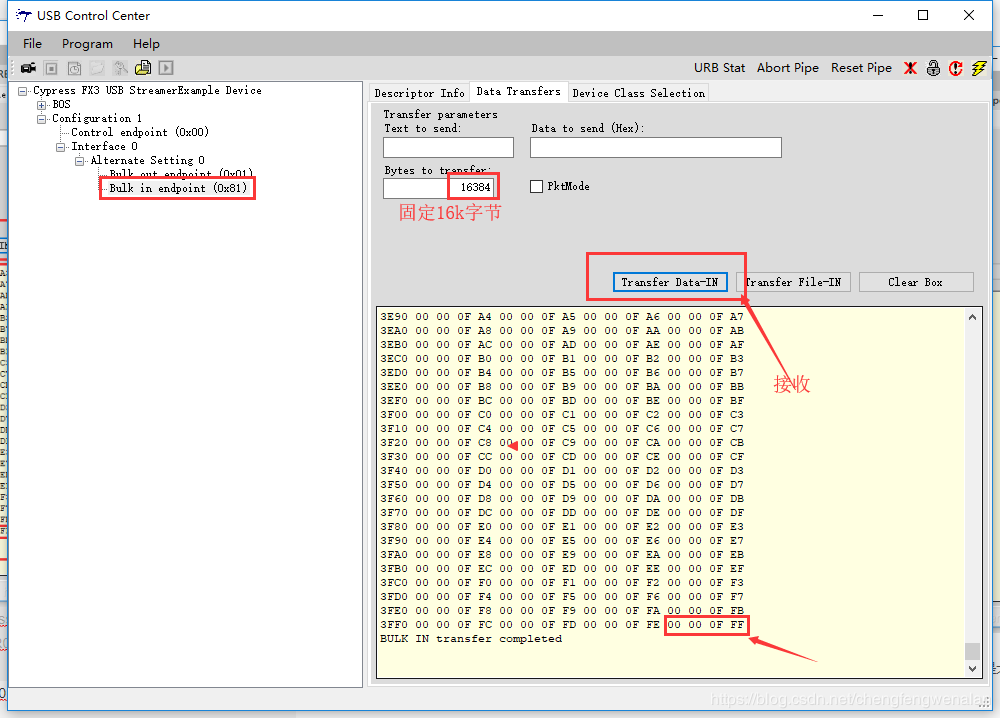 USB Control Center
File Program Help
URB Stat Abort Pipe Reset Pipe
Cypress FX3 USB StreamerExample Device
BOS
Configuration 1
Control endpoint (0x00)
Interface 0
Alternate Setting 0
Bulk out endpoint (0x01)
Bulk in endpoint (0x81)
Descriptor Info Data Transfers Device Class Selection
Transfer parameters
Text to send: Data to send (Hex):
Bytes to transfer:
16384 PktMode
固定16k字节
Transfer Data-IN Transfer File-IN Clear Box
接收
3E90 00 00 0F A4 00 00 0F A5 00 00 0F A6 00 00 0F A7
3EA0 00 00 0F A8 00 00 0F A9 00 00 0F AA 00 00 0F AB
3EB0 00 00 0F AC 00 00 0F AD 00 00 0F AE 00 00 0F AF
3EC0 00 00 0F B0 00 00 0F B1 00 00 0F B2 00 00 0F B3
3ED0 00 00 0F B4 00 00 0F B5 00 00 0F B6 00 00 0F B7
3EE0 00 00 0F B8 00 00 0F B9 00 00 0F BA 00 00 0F BB
3EF0 00 00 0F BC 00 00 0F BD 00 00 0F BE 00 00 0F BF
3F00 00 00 0F C0 00 00 0F C1 00 00 0F C2 00 00 0F C3
3F10 00 00 0F C4 00 00 0F C5 00 00 0F C6 00 00 0F C7
3F20 00 00 0F C8 00 00 0F C9 00 00 0F CA 00 00 0F CB
3F30 00 00 0F CC 00 00 0F CD 00 00 0F CE 00 00 0F CF
3F40 00 00 0F D0 00 00 0F D1 00 00 0F D2 00 00 0F D3
3F50 00 00 0F D4 00 00 0F D5 00 00 0F D6 00 00 0F D7
3F60 00 00 0F D8 00 00 0F D9 00 00 0F DA 00 00 0F DB
3F70 00 00 0F DC 00 00 0F DD 00 00 0F DE 00 00 0F DF
3F80 00 00 0F E0 00 00 0F E1 00 00 0F E2 00 00 0F E3
3F90 00 00 0F E4 00 00 0F E5 00 00 0F E6 00 00 0F E7
3FA0 00 00 0F E8 00 00 0F E9 00 00 0F EA 00 00 0F EB
3FB0 00 00 0F EC 00 00 0F ED 00 00 0F EE 00 00 0F EF
3FC0 00 00 0F F0 00 00 0F F1 00 00 0F F2 00 00 0F F3
3FD0 00 00 0F F4 00 00 0F F5 00 00 0F F6 00 00 0F F7
3FE0 00 00 0F F8 00 00 0F F9 00 00 0F FA 00 00 0F FB
3FF0 00 00 0F FC 00 00 0F FD 00 00 0F FE 00 00 0F FF
BULK IN transfer completed